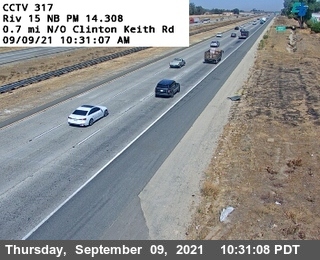 CCTV 317
Riv 15 NB PM 14.308
0.7 mi N/O Clinton Keith Rd
09/09/21 10:31:07 AM
Thursday, September 09, 2021 10:31:08 PDT